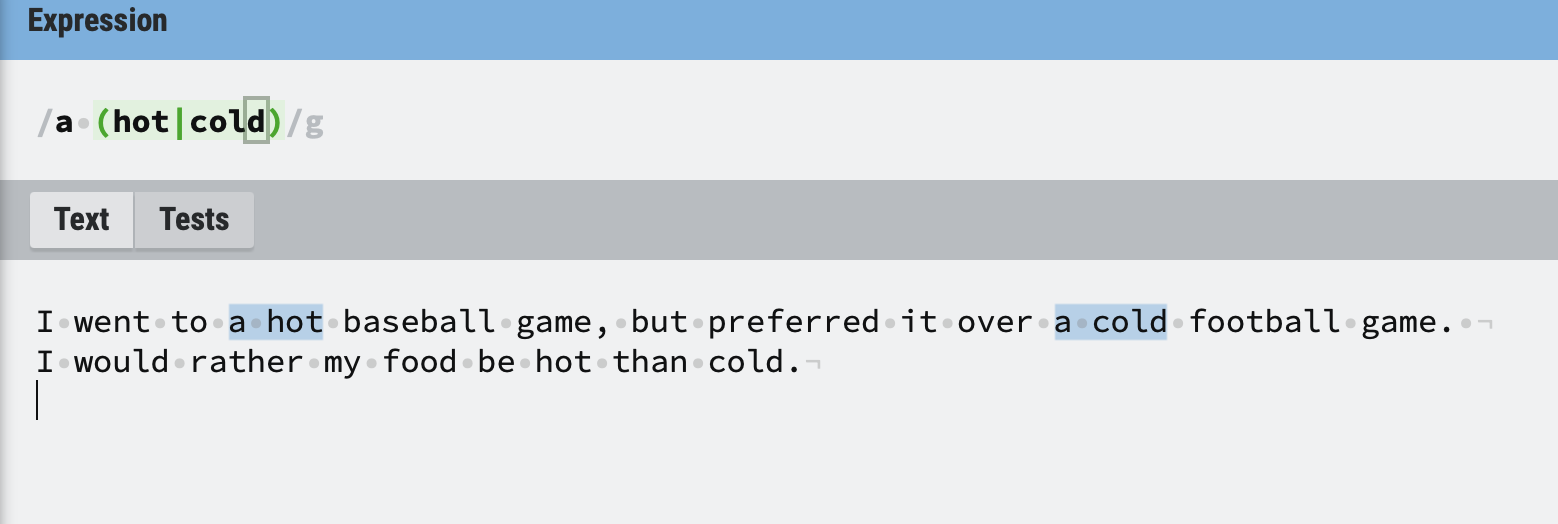 Expression
/a (hot|cold)/g
Text Tests
I went to a hot baseball game, but preferred it over a cold football game. ¬
I would rather my food be hot than cold.¬